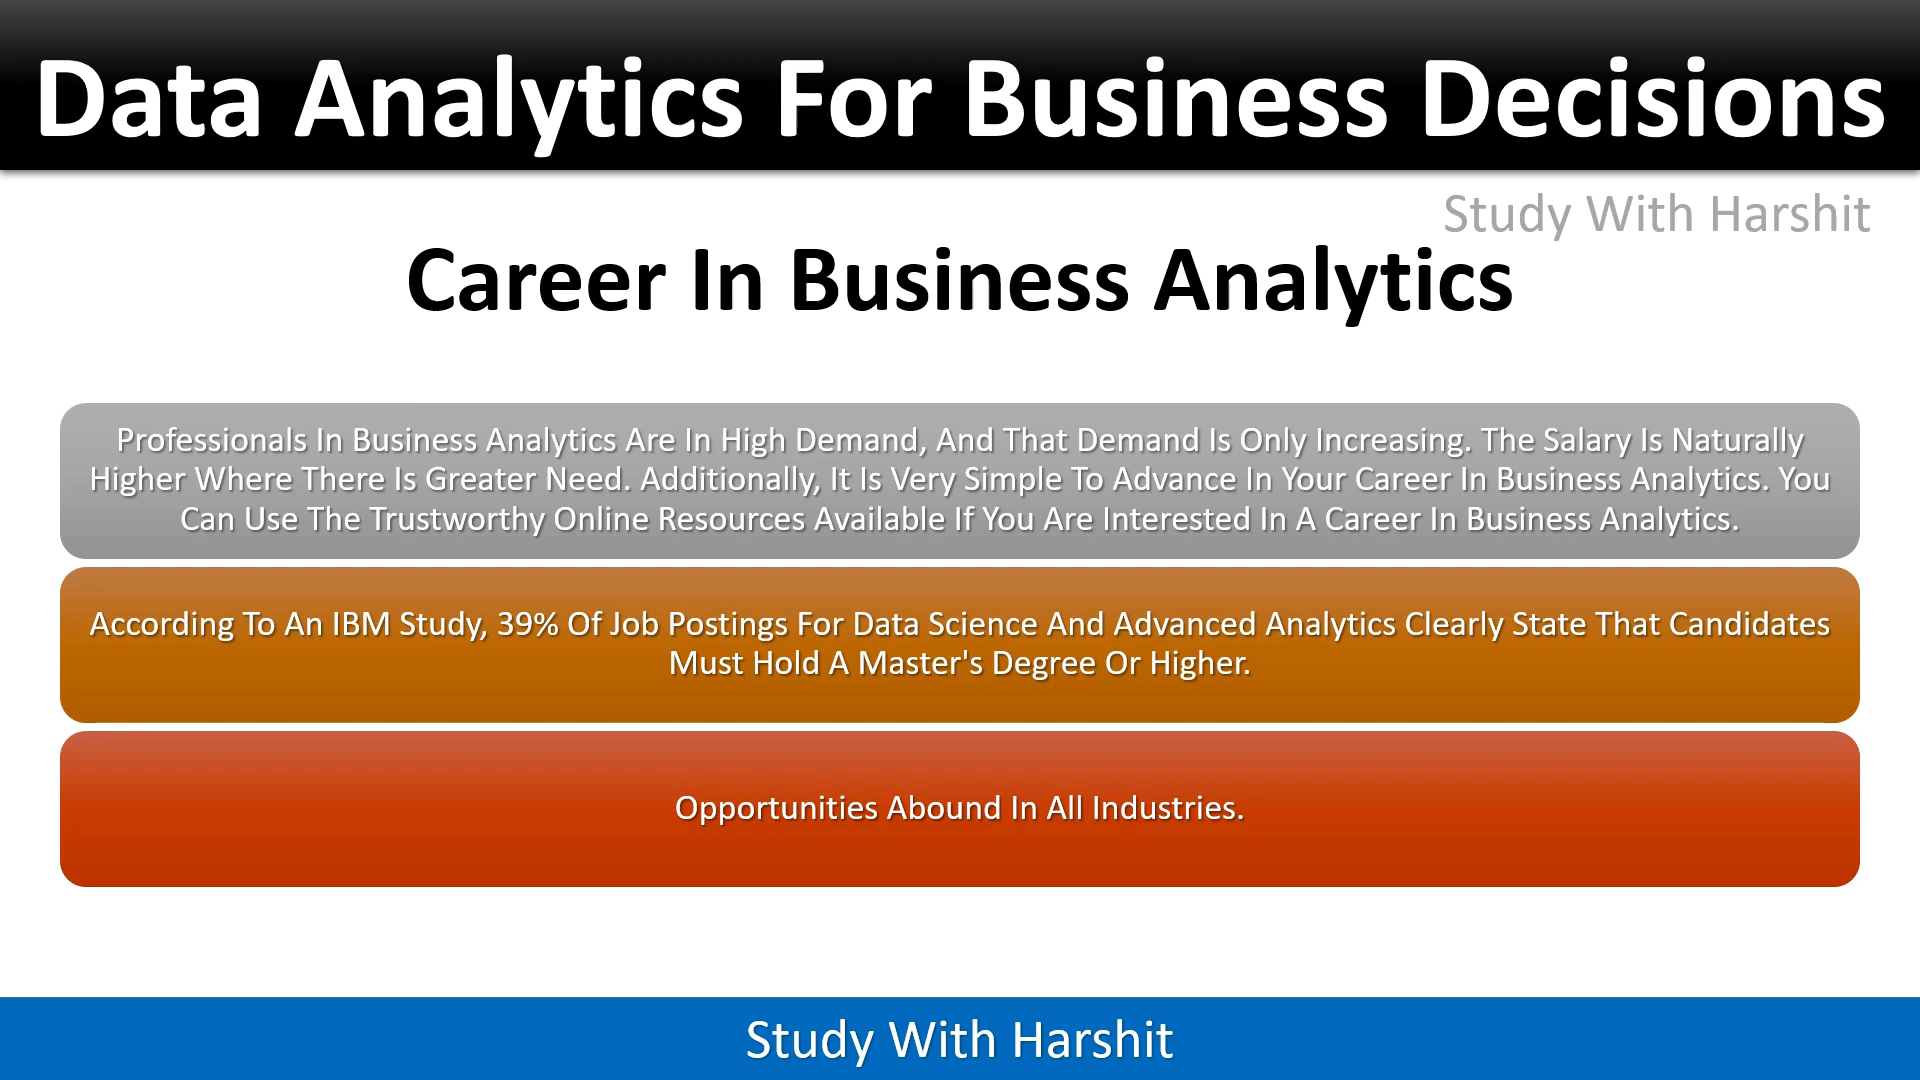 Data Analytics For Business Decisions
Study With Harshit
Career In Business Analytics
Professionals In Business Analytics Are In High Demand, And That Demand Is Only Increasing. The Salary Is Naturally
Higher Where There Is Greater Need. Additionally, It Is Very Simple To Advance In Your Career In Business Analytics. You
Can Use The Trustworthy Online Resources Available If You Are Interested In A Career In Business Analytics.
According To An IBM Study, 39% Of Job Postings For Data Science And Advanced Analytics Clearly State That Candidates
Must Hold A Master's Degree Or Higher.
Opportunities Abound In All Industries.
Study With Harshit